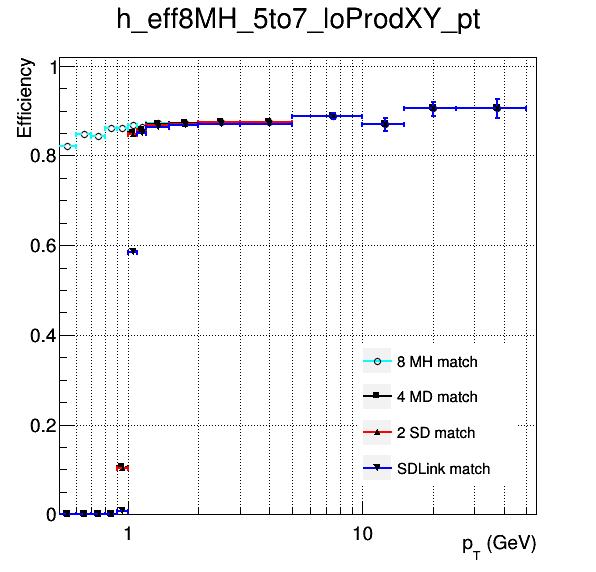 h_eff8MH_5to7_loProdXY_pt
Efficiency
1
0.8
0.6
0.4
0.2
0
8 MH match
4 MD match
2 SD match
SDLink match
1
10
p_T (GeV)